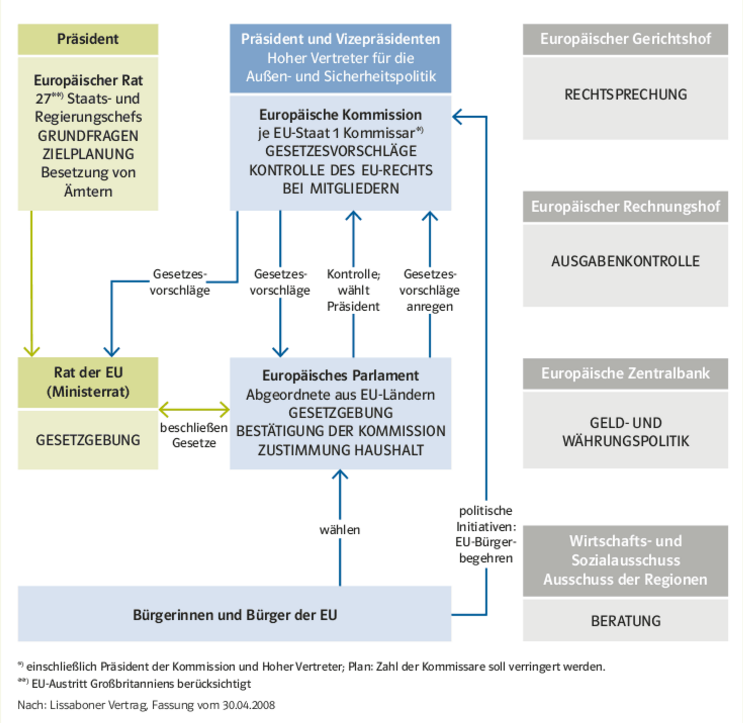 Präsident
Europäischer Rat
27**) Staats- und
Regierungschefs
GRUNDFRAGEN
ZIELPLANUNG
Besetzung von
Ämtern
Präsident und Vizepräsidenten
Hoher Vertreter für die
Außen- und Sicherheitspolitik
Europäische Kommission
je EU-Staat 1 Kommissar*)
GESETZESVORSCHLÄGE
KONTROLLE DES EU-RECHTS
BEI MITGLIEDERN
Europäischer Gerichtshof
RECHTSPRECHUNG
Europäischer Rechnungshof
AUSGABENKONTROLLE
Gesetzes-
vorschläge
Gesetzes-
vorschläge
Kontrolle;
wählt
Präsident
Gesetzes-
vorschläge
anregen
Rat der EU
(Ministerrat)
GESETZGEBUNG
beschließen
Gesetze
Europäisches Parlament
Abgeordnete aus EU-Ländern
GESETZGEBUNG
BESTÄTIGUNG DER KOMMISSION
ZUSTIMMUNG HAUSHALT
Europäische Zentralbank
GELD- UND
WÄHRUNGSPOLITIK
wählen
politische
Initiativen:
EU-Bürger-
begehren
Wirtschafts- und
Sozialausschuss
Ausschuss der Regionen
BERATUNG
Bürgerinnen und Bürger der EU
*) einschließlich Präsident der Kommission und Hoher Vertreter; Plan: Zahl der Kommissare soll verringert werden.
**) EU-Austritt Großbritanniens berücksichtigt
Nach: Lissaboner Vertrag, Fassung vom 30.04.2008